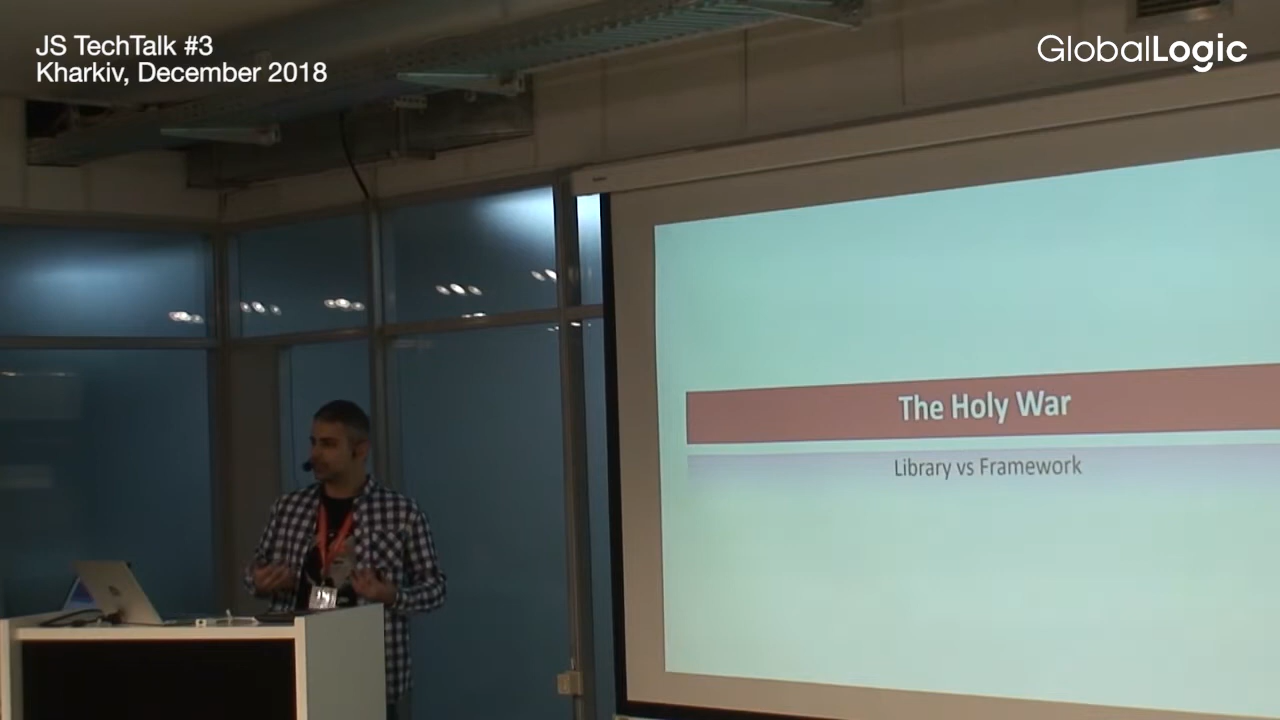 JS TechTalk #3
Kharkiv, December 2018
GlobalLogic
The Holy War
Library vs Framework